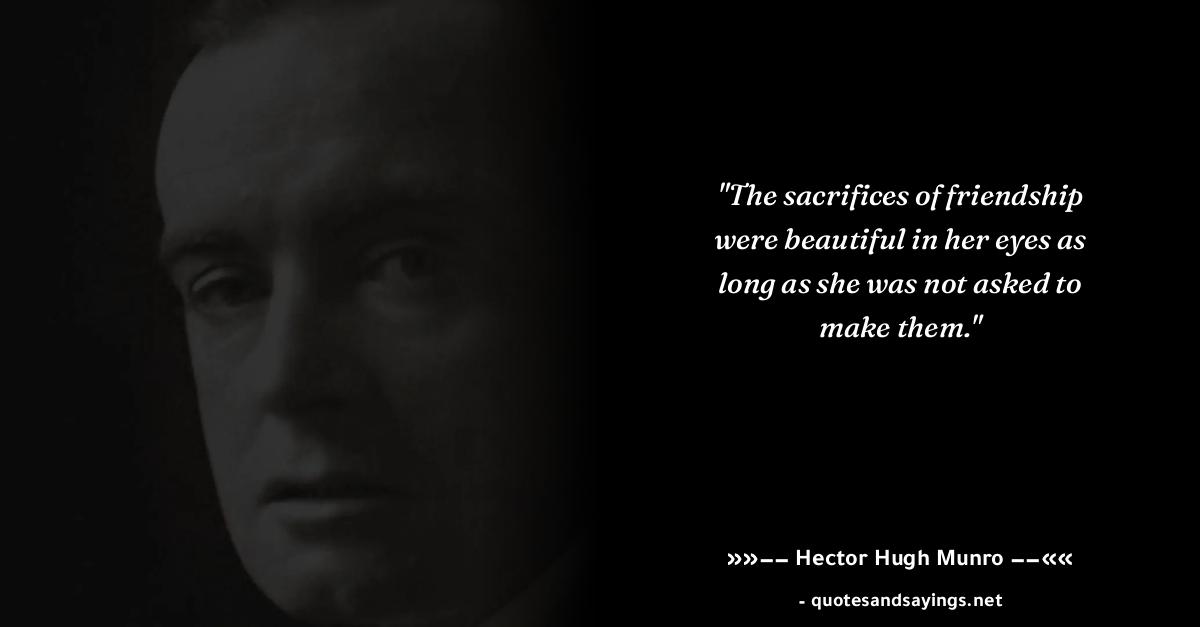 "The sacrifices of friendship
were beautiful in her eyes as
long as she was not asked to
make them."
»»–– Hector Hugh Munro ––««
- quotesandsayings.net